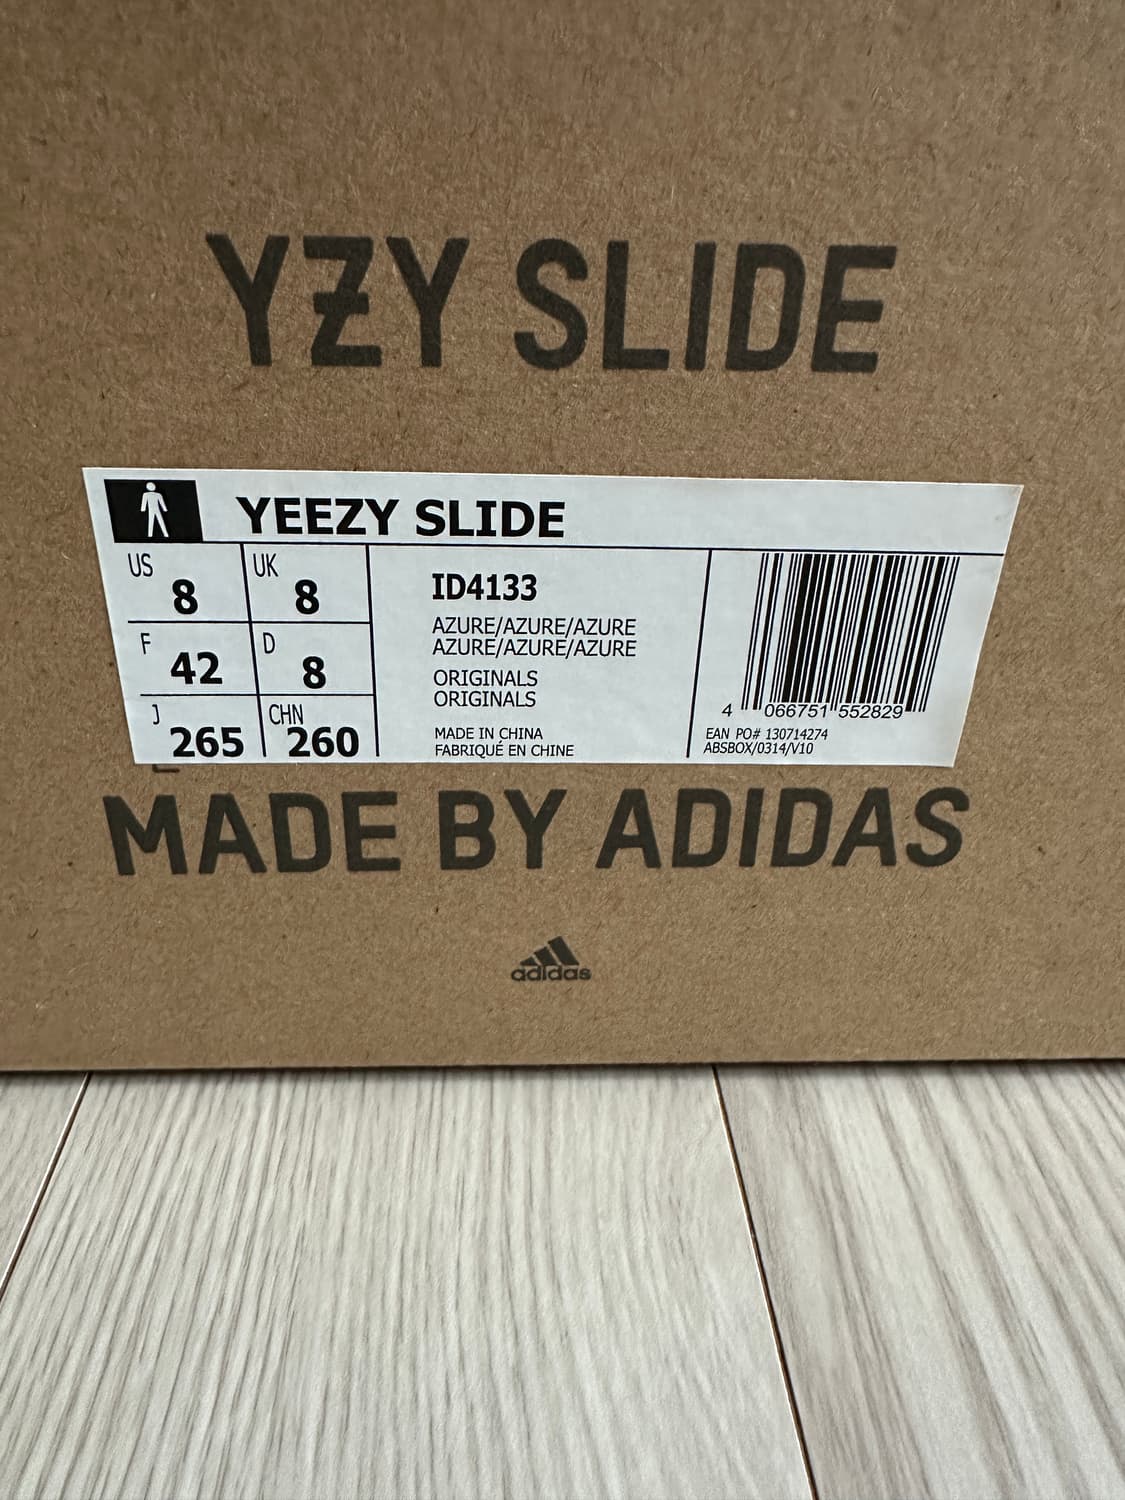 YZY SLIDE
YEEZY SLIDE
US 8 UK 8
F 42 D 8
J 265 CHN 260
ID4133
AZURE/AZURE/AZURE
AZURE/AZURE/AZURE
ORIGINALS
ORIGINALS
MADE IN CHINA
FABRIQUÉ EN CHINE
4 066751 552829
EAN PO# 130714274
ABSBOX/0314/V10
MADE BY ADIDAS
adidas